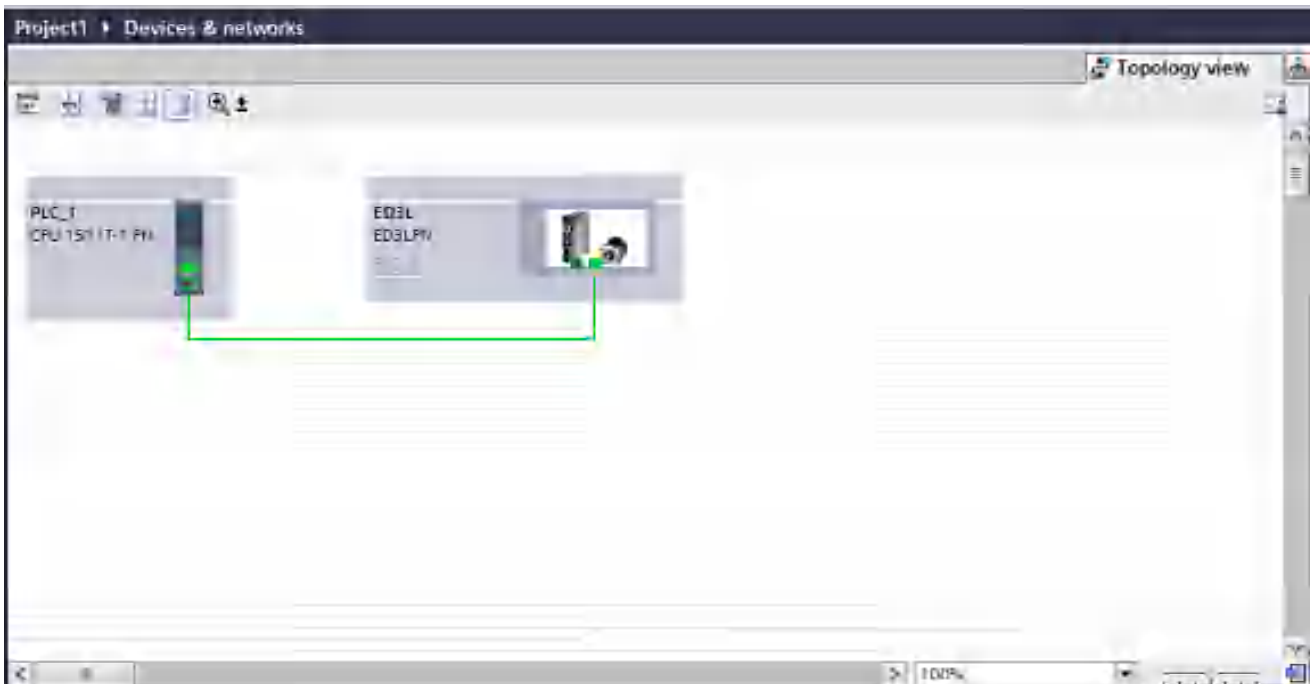 Project1 ▸ Devices & networks
Topology view
PLC_1
CPU 1511T-1 PN
ED3L
ED3LPN
100%